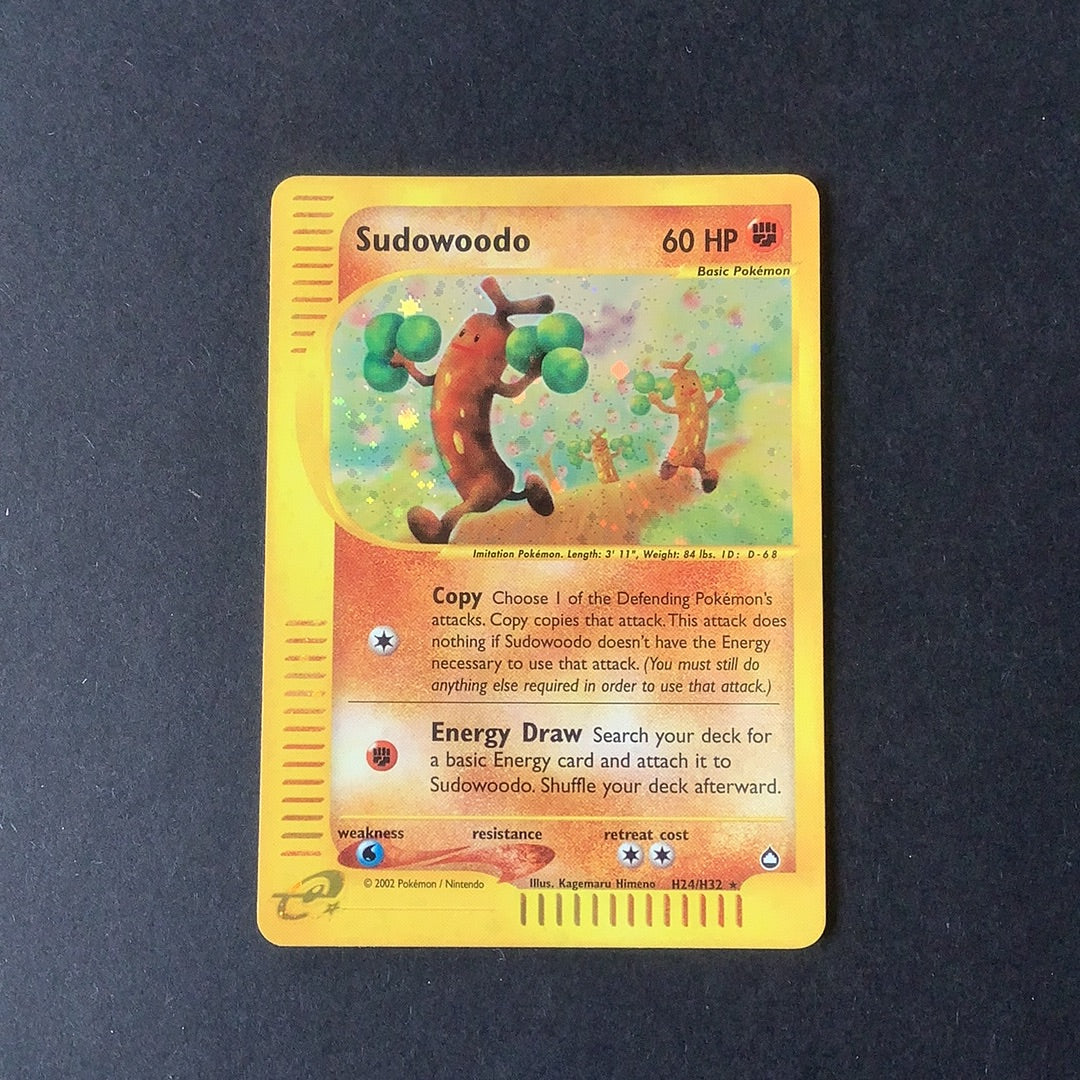 Sudowoodo 60 HP
Basic Pokémon
Imitation Pokémon. Length: 3' 11", Weight: 84 lbs. ID: D-68
Copy Choose 1 of the Defending Pokémon's
attacks. Copy copies that attack. This attack does
nothing if Sudowoodo doesn't have the Energy
necessary to use that attack. (You must still do
anything else required in order to use that attack.)
Energy Draw Search your deck for
a basic Energy card and attach it to
Sudowoodo. Shuffle your deck afterward.
weakness resistance retreat cost
© 2002 Pokémon / Nintendo Illus. Kagemaru Himeno H24/H32 ★
e